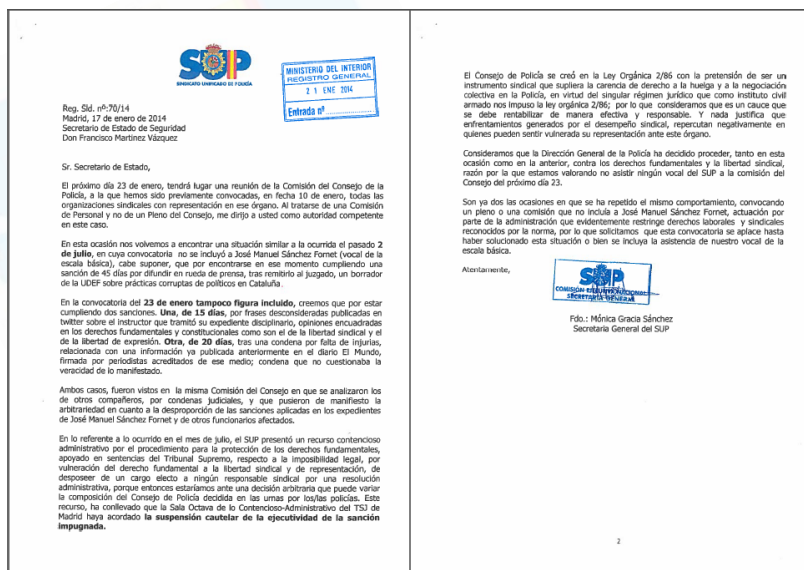 SUP
SINDICATO UNIFICADO DE POLICÍA
MINISTERIO DEL INTERIOR
REGISTRO GENERAL
21 ENE 2014
Entrada nº
Reg. Sld. nº:70/14
Madrid, 17 de enero de 2014
Secretario de Estado de Seguridad
Don Francisco Martínez Vázquez
Sr. Secretario de Estado,
El próximo día 23 de enero, tendrá lugar una reunión de la Comisión del Consejo de la
Policía, a la que hemos sido previamente convocadas, en fecha 10 de enero, todas las
organizaciones sindicales con representación en ese órgano. Al tratarse de una Comisión
de Personal y no de un Pleno del Consejo, me dirijo a usted como autoridad competente
en este caso.
En esta ocasión nos volvemos a encontrar una situación similar a la ocurrida el pasado 2
de julio, en cuya convocatoria no se incluyó a José Manuel Sánchez Fornet (vocal de la
escala básica), cabe suponer, que por encontrarse en ese momento cumpliendo una
sanción de 45 días por difundir en rueda de prensa, tras remitirlo al juzgado, un borrador
de la UDEF sobre prácticas corruptas de políticos en Cataluña.
En la convocatoria del 23 de enero tampoco figura incluido, creemos que por estar
cumpliendo dos sanciones. Una, de 15 días, por frases desconsideradas publicadas en
twitter sobre el instructor que tramitó su expediente disciplinario, opiniones encuadradas
en los derechos fundamentales y constitucionales como son el de la libertad sindical y el
de la libertad de expresión. Otra, de 20 días, tras una condena por falta de injurias,
relacionada con una información ya publicada anteriormente en el diario El Mundo,
firmada por periodistas acreditados de ese medio; condena que no cuestionaba la
veracidad de lo manifestado.
Ambos casos, fueron vistos en la misma Comisión del Consejo en que se analizaron los
de otros compañeros, por condenas judiciales, y que pusieron de manifiesto la
arbitrariedad en cuanto a la desproporción de las sanciones aplicadas en los expedientes
de José Manuel Sánchez Fornet y de otros funcionarios afectados.
En lo referente a lo ocurrido en el mes de julio, el SUP presentó un recurso contencioso
administrativo por el procedimiento para la protección de los derechos fundamentales,
apoyado en sentencias del Tribunal Supremo, respecto a la imposibilidad legal, por
vulneración del derecho fundamental a la libertad sindical y de representación, de
desposeer de un cargo electo a ningún responsable sindical por una resolución
administrativa, porque entonces estaríamos ante una decisión arbitraria que puede variar
la composición del Consejo de Policía decidida en las urnas por los/las policías. Este
recurso, ha conllevado que la Sala Octava de lo Contencioso-Administrativo del TSJ de
Madrid haya acordado la suspensión cautelar de la ejecutividad de la sanción
impugnada.
El Consejo de Policía se creó en la Ley Orgánica 2/86 con la pretensión de ser un
instrumento sindical que supliera la carencia de derecho a la huelga y a la negociación
colectiva en la Policía, en virtud del singular régimen jurídico que como instituto civil
armado nos impuso la ley orgánica 2/86; por lo que consideramos que es un cauce que
se debe rentabilizar de manera efectiva y responsable. Y nada justifica que
enfrentamientos generados por el desempeño sindical, repercutan negativamente en
quienes pueden sentir vulnerada su representación ante este órgano.
Consideramos que la Dirección General de la Policía ha decidido proceder, tanto en esta
ocasión como en la anterior, contra los derechos fundamentales y la libertad sindical,
razón por la que estamos valorando no asistir ningún vocal del SUP a la comisión del
Consejo del próximo día 23.
Son ya dos las ocasiones en que se ha repetido el mismo comportamiento, convocando
un pleno o una comisión que no incluía a José Manuel Sánchez Fornet, actuación por
parte de la administración que evidentemente restringe derechos laborales y sindicales
reconocidos por la norma, por lo que solicitamos que esta convocatoria se aplace hasta
haber solucionado esta situación o bien se incluya la asistencia de nuestro vocal de la
escala básica.
Atentamente,
SUP
COMISIÓN EJECUTIVA NACIONAL
SECRETARÍA GENERAL
Fdo.: Mónica Gracia Sánchez
Secretaria General del SUP
2